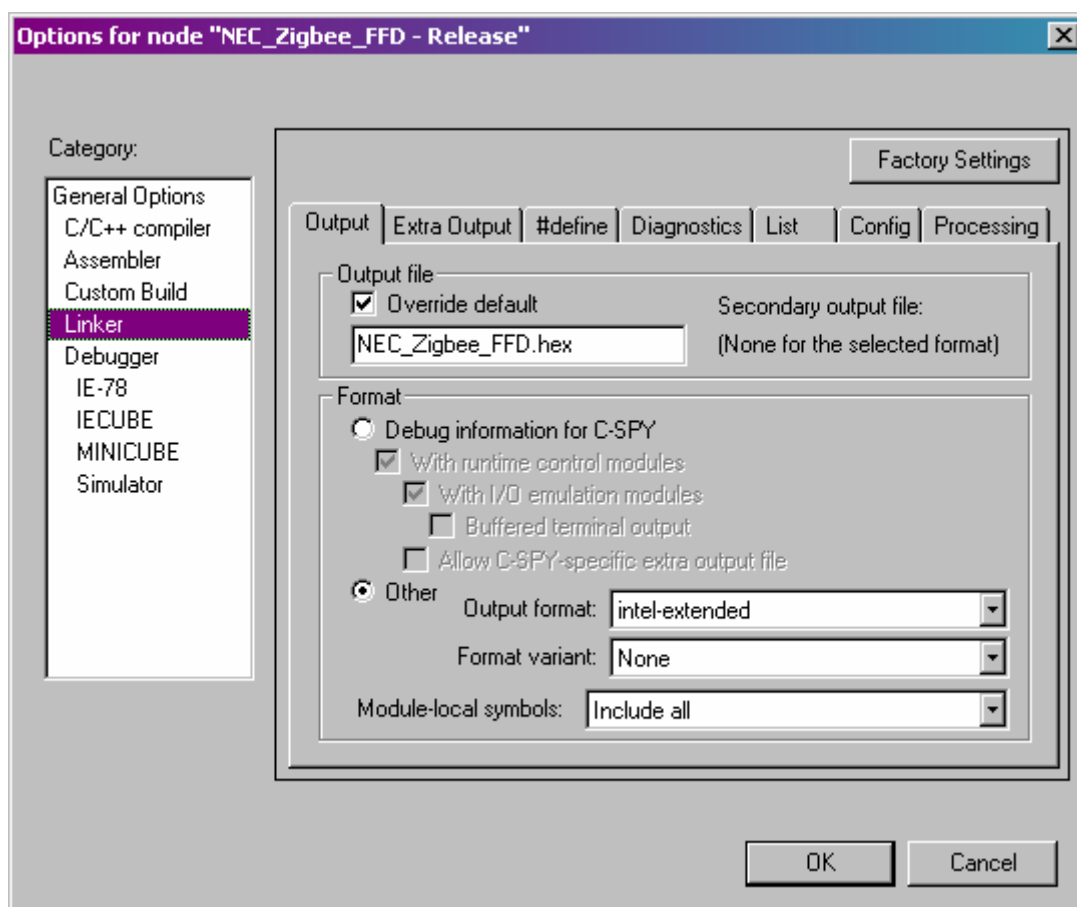 Options for node "NEC_Zigbee_FFD - Release"
Category:
Factory Settings
General Options
C/C++ compiler
Assembler
Custom Build
Linker
Debugger
IE-78
IECUBE
MINICUBE
Simulator
Output Extra Output #define Diagnostics List Config Processing
Output file
Override default
Secondary output file:
NEC_Zigbee_FFD.hex
(None for the selected format)
Format
Debug information for C-SPY
With runtime control modules
With I/O emulation modules
Buffered terminal output
Allow C-SPY-specific extra output file
Other
Output format: intel-extended
Format variant: None
Module-local symbols: Include all
OK Cancel